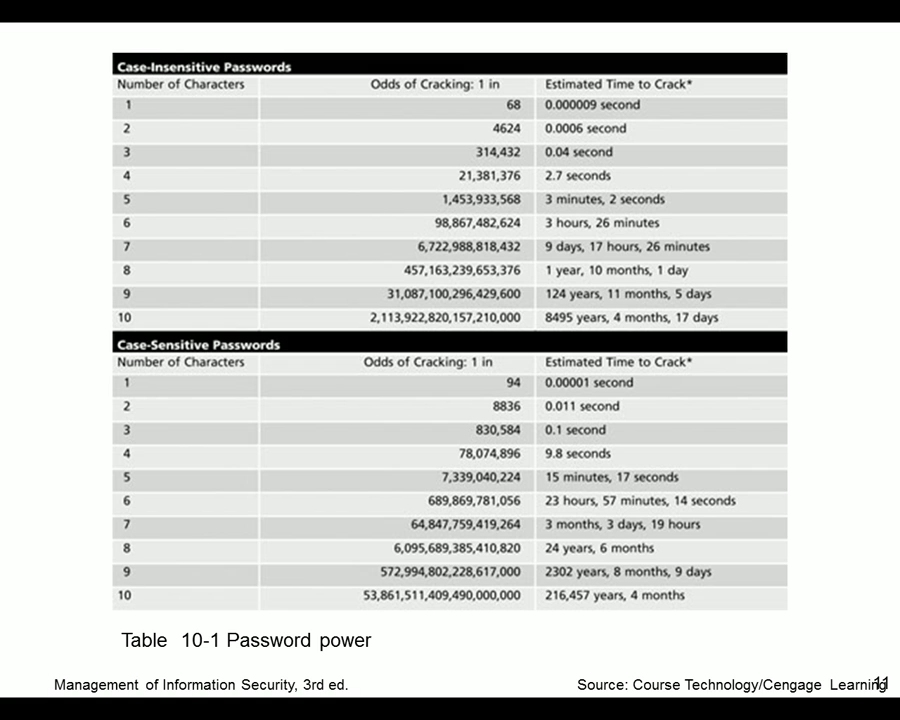 Case-Insensitive Passwords
Number of Characters Odds of Cracking: 1 in Estimated Time to Crack*
1 68 0.000009 second
2 4624 0.0006 second
3 314,432 0.04 second
4 21,381,376 2.7 seconds
5 1,453,933,568 3 minutes, 2 seconds
6 98,867,482,624 3 hours, 26 minutes
7 6,722,988,818,432 9 days, 17 hours, 26 minutes
8 457,163,239,653,376 1 year, 10 months, 1 day
9 31,087,100,296,429,600 124 years, 11 months, 5 days
10 2,113,922,820,157,210,000 8495 years, 4 months, 17 days
Case-Sensitive Passwords
Number of Characters Odds of Cracking: 1 in Estimated Time to Crack*
1 94 0.00001 second
2 8836 0.011 second
3 830,584 0.1 second
4 78,074,896 9.8 seconds
5 7,339,040,224 15 minutes, 17 seconds
6 689,869,781,056 23 hours, 57 minutes, 14 seconds
7 64,847,759,419,264 3 months, 3 days, 19 hours
8 6,095,689,385,410,820 24 years, 6 months
9 572,994,802,228,617,000 2302 years, 8 months, 9 days
10 53,861,511,409,490,000,000 216,457 years, 4 months
Table 10-1 Password power
Management of Information Security, 3rd ed. Source: Course Technology/Cengage Learning 11